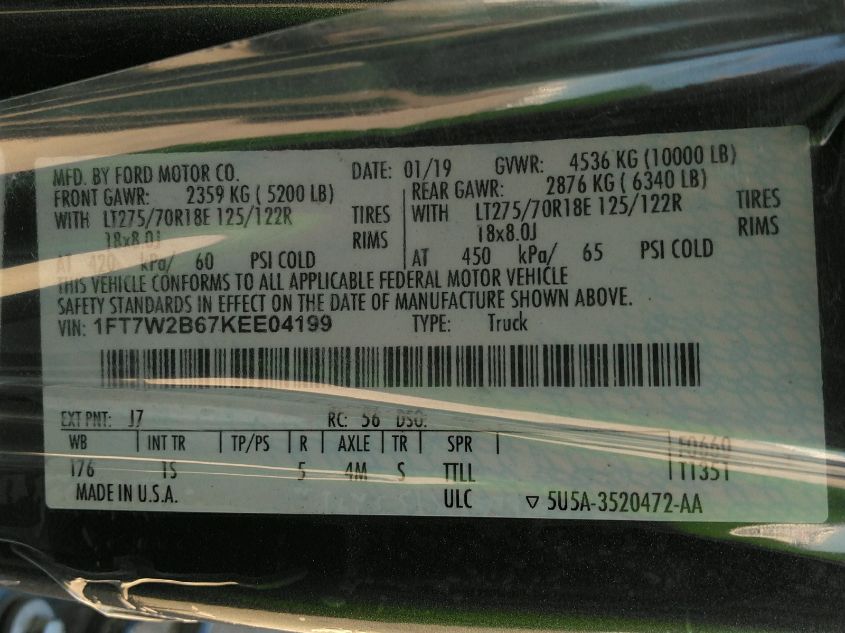 MFD. BY FORD MOTOR CO. DATE: 01/19 GVWR: 4536 KG (10000 LB)
FRONT GAWR: 2359 KG ( 5200 LB) REAR GAWR: 2876 KG ( 6340 LB)
WITH LT275/70R18E 125/122R TIRES WITH LT275/70R18E 125/122R TIRES
18x8.0J RIMS 18x8.0J RIMS
AT 420 kPa/ 60 PSI COLD AT 450 kPa/ 65 PSI COLD
THIS VEHICLE CONFORMS TO ALL APPLICABLE FEDERAL MOTOR VEHICLE
SAFETY STANDARDS IN EFFECT ON THE DATE OF MANUFACTURE SHOWN ABOVE.
VIN: 1FT7W2B67KEE04199 TYPE: Truck
EXT PNT: J7 RC: 56 DSO:
WB INT TR TP/PS R AXLE TR SPR
176 TS 5 4M S TTLL T1351
MADE IN U.S.A. ULC ▽ 5U5A-3520472-AA